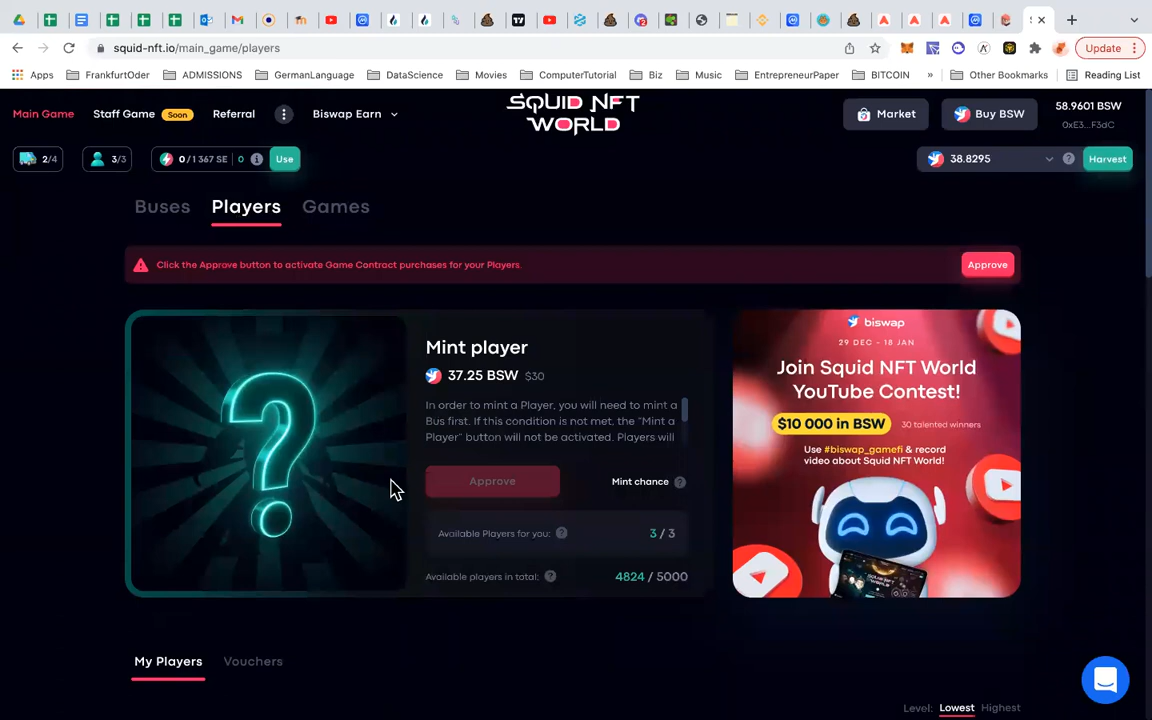 Update
squid-nft.io/main_game/players
Apps
FrankfurtOder
ADMISSIONS
GermanLanguage
DataScience
Movies
ComputerTutorial
Biz
Music
EntrepreneurPaper
BITCOIN
»
Other Bookmarks
Reading List
Main Game
Staff Game
Soon
Referral
Biswap Earn
SQUID NFT
WORLD
Market
Buy BSW
58.9601 BSW
0xE3...F3dC
2/4
3/3
0/1 367 SE | 0
Use
38.8295
Harvest
Buses
Players
Games
Click the Approve button to activate Game Contract purchases for your Players.
Approve
Mint player
37.25 BSW $30
In order to mint a Player, you will need to mint a
Bus first. If this condition is not met, the "Mint a
Player" button will not be activated. Players will
Approve
Mint chance ?
Available Players for you: ?
3 / 3
Available players in total: ?
4824 / 5000
biswap
29 DEC - 18 JAN
Join Squid NFT World
YouTube Contest!
$10 000 in BSW
30 talented winners
Use #biswap_gamefi & record
video about Squid NFT World!
My Players
Vouchers
Level:
Lowest
Highest